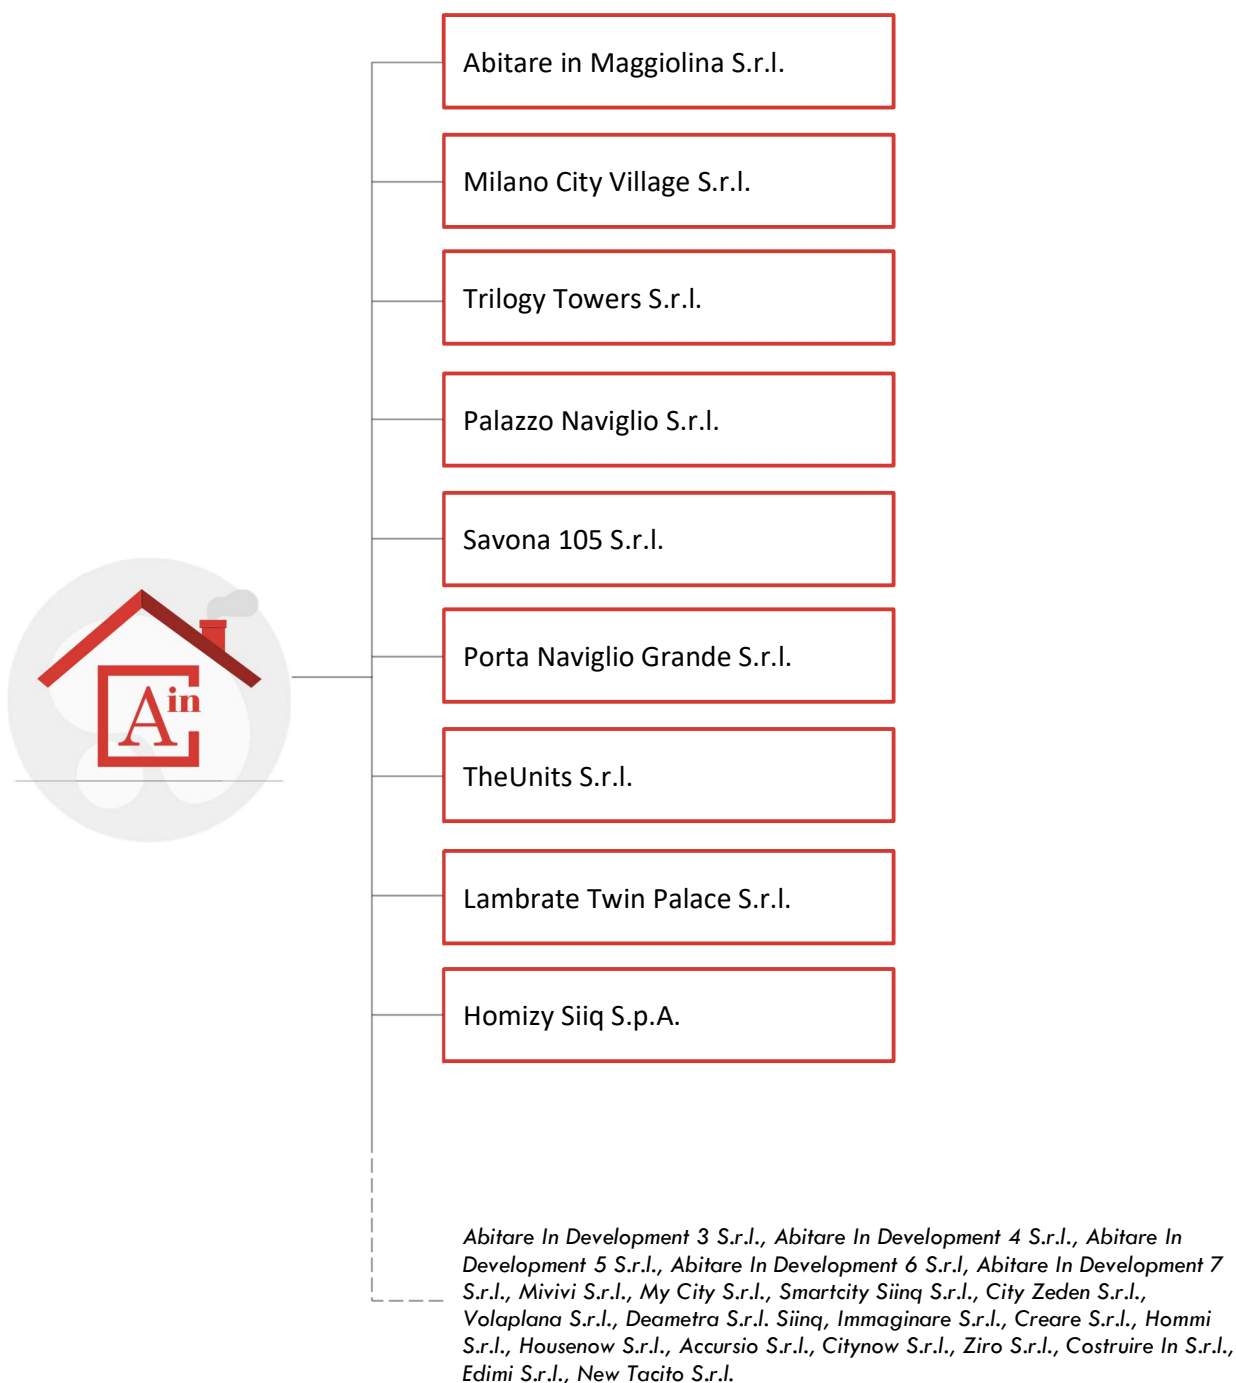 Abitare in Maggiolina S.r.l.
Milano City Village S.r.l.
Trilogy Towers S.r.l.
Palazzo Naviglio S.r.l.
Savona 105 S.r.l.
Porta Naviglio Grande S.r.l.
Ain
TheUnits S.r.l.
Lambrate Twin Palace S.r.l.
Homizy Siiq S.p.A.
Abitare In Development 3 S.r.l., Abitare In Development 4 S.r.l., Abitare In
Development 5 S.r.l., Abitare In Development 6 S.r.l, Abitare In Development 7
S.r.l., Mivivi S.r.l., My City S.r.l., Smartcity Siinq S.r.l., City Zeden S.r.l.,
Volaplana S.r.l., Deametra S.r.l. Siinq, Immaginare S.r.l., Creare S.r.l., Hommi
S.r.l., Housenow S.r.l., Accursio S.r.l., Citynow S.r.l., Ziro S.r.l., Costruire In S.r.l.,
Edimi S.r.l., New Tacito S.r.l.